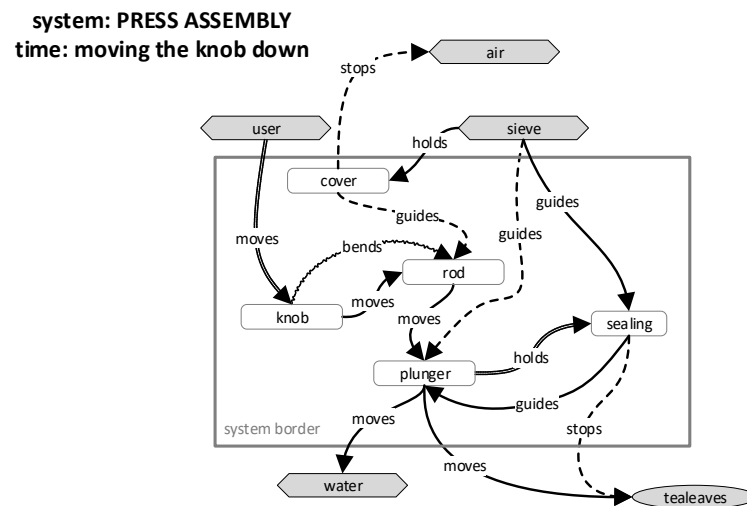 system: PRESS ASSEMBLY
time: moving the knob down
air
stops
user
sieve
holds
cover
guides
guides
guides
moves
bends
rod
moves
knob
moves
sealing
holds
plunger
guides
moves
system border
stops
moves
water
tealeaves